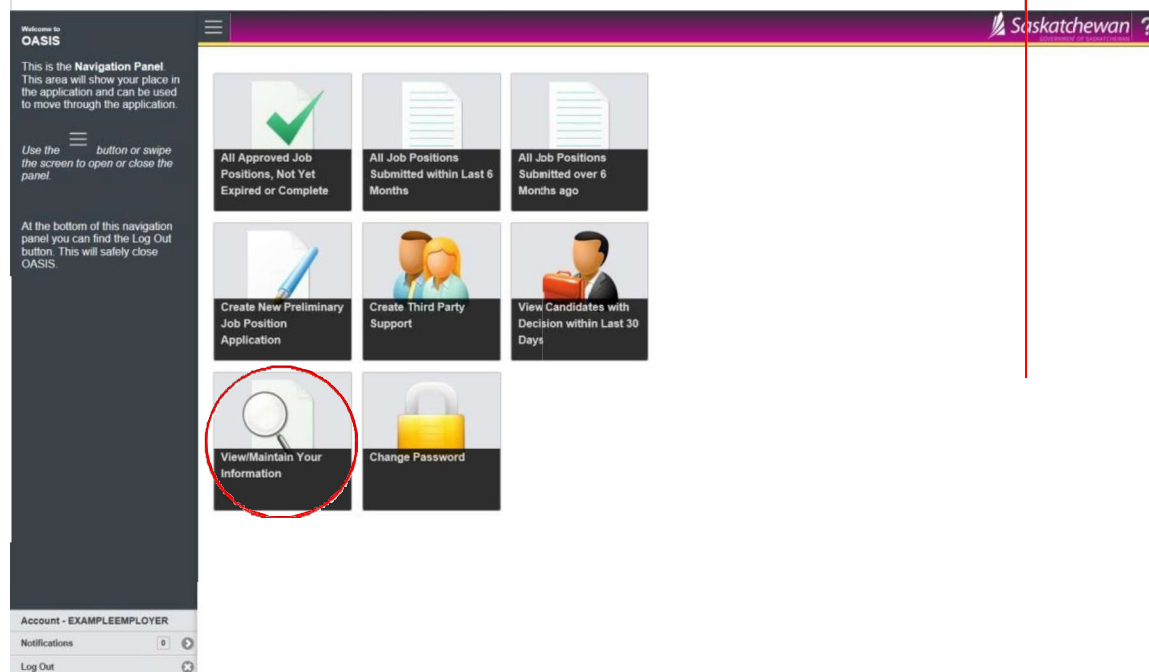 Welcome to
OASIS
This is the Navigation Panel.
This area will show your place in
the application and can be used
to move through the application.
Use the button or swipe
the screen to open or close the
panel.
At the bottom of this navigation
panel you can find the Log Out
button. This will safely close
OASIS.
Saskatchewan ?
GOVERNMENT OF SASKATCHEWAN
All Approved Job
Positions, Not Yet
Expired or Complete
All Job Positions
Submitted within Last 6
Months
All Job Positions
Submitted over 6
Months ago
Create New Preliminary
Job Position
Application
Create Third Party
Support
View Candidates with
Decision within Last 30
Days
View/Maintain Your
Information
Change Password
Account - EXAMPLEEMPLOYER
Notifications 0
Log Out